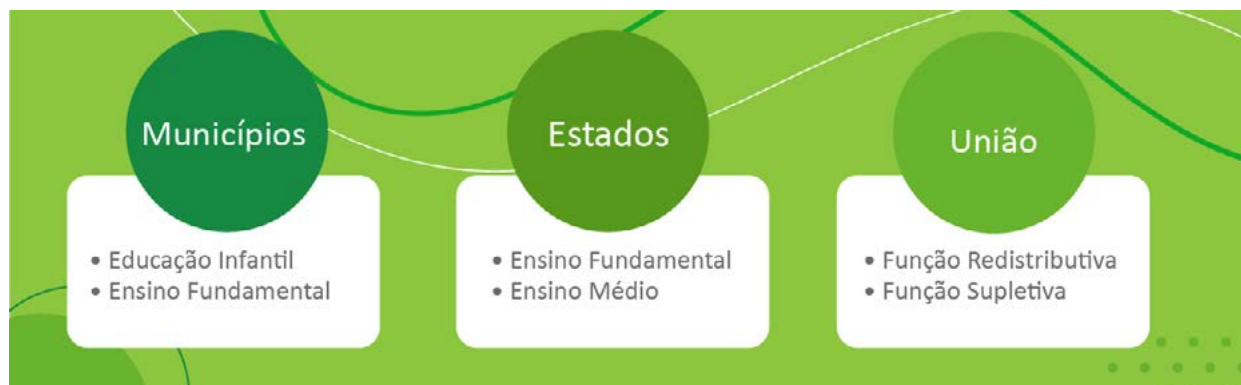 Municípios
• Educação Infantil
• Ensino Fundamental
Estados
• Ensino Fundamental
• Ensino Médio
União
• Função Redistributiva
• Função Supletiva